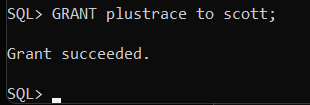 SQL> GRANT plustrace to scott;
Grant succeeded.
SQL>